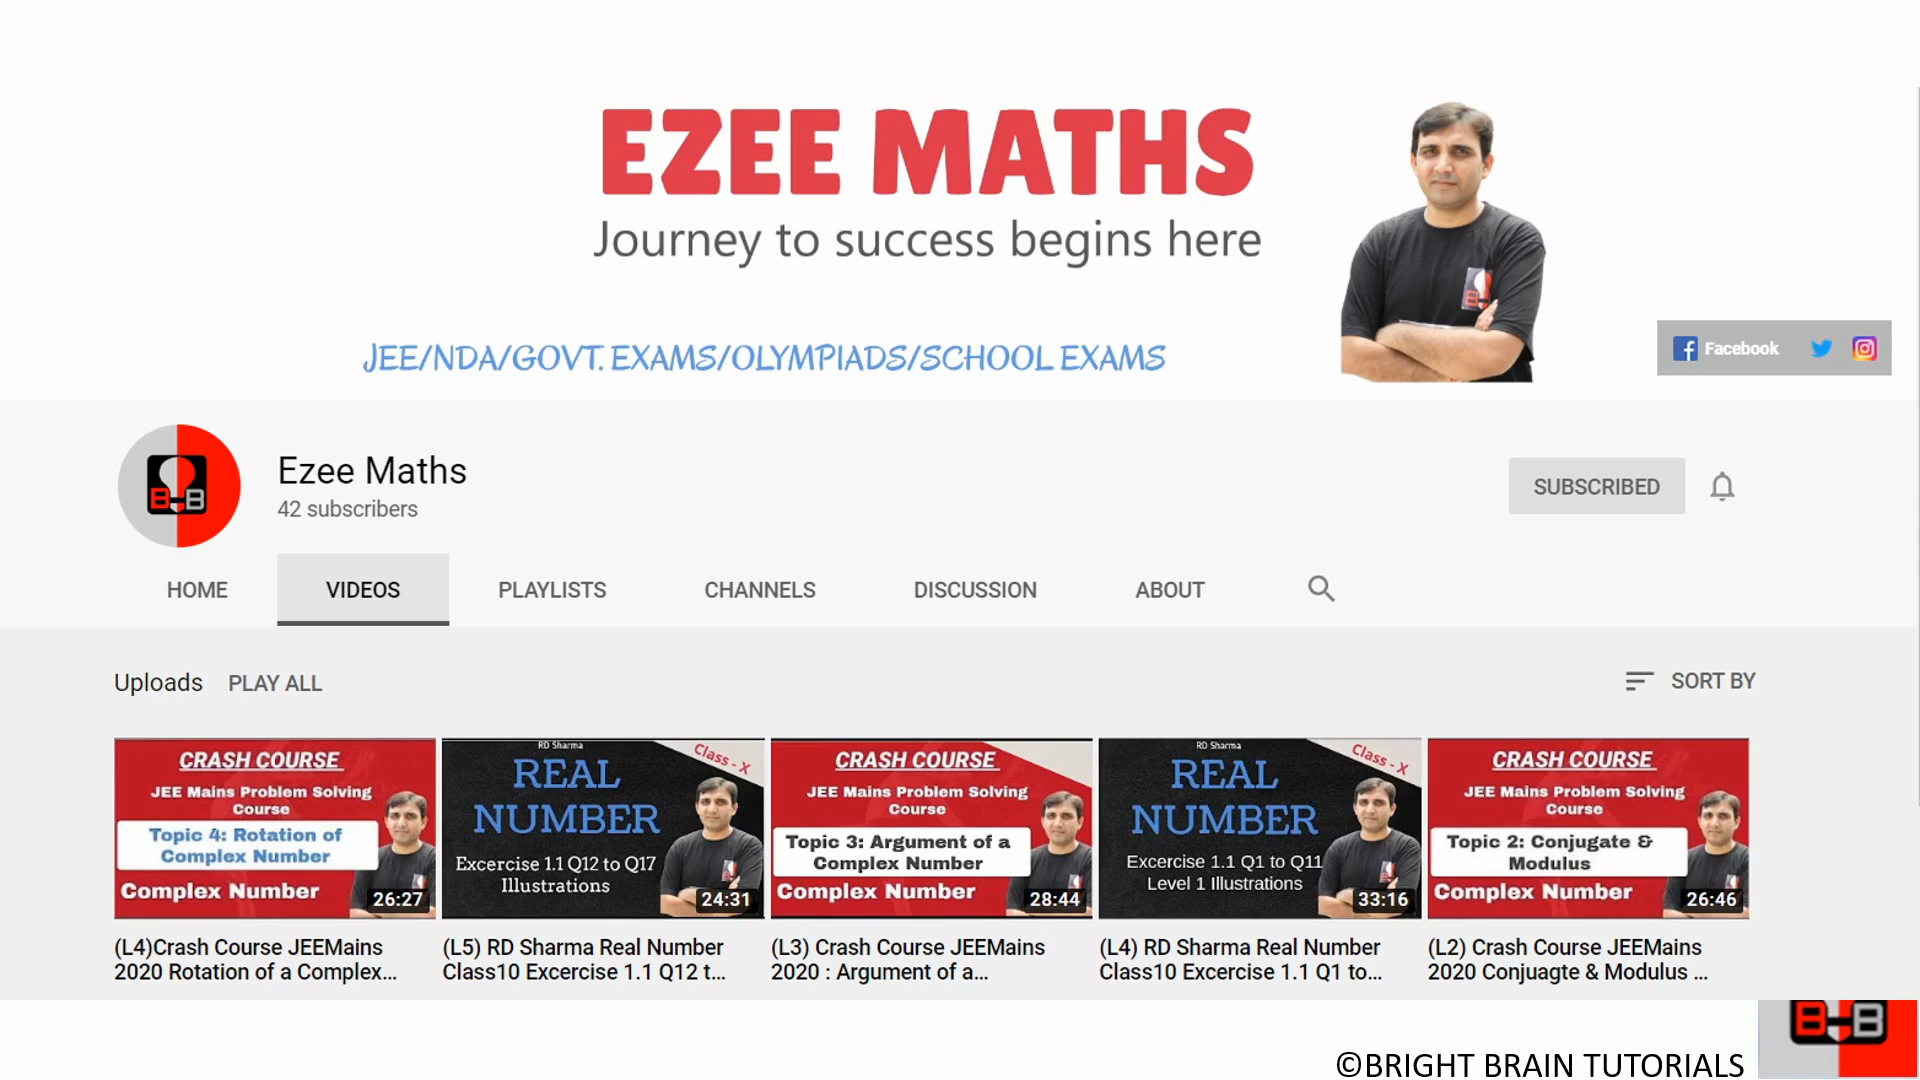 EZEE MATHS
Journey to success begins here
JEE/NDA/GOVT. EXAMS/OLYMPIADS/SCHOOL EXAMS
Facebook
B-B
Ezee Maths
42 subscribers
SUBSCRIBED
HOME VIDEOS PLAYLISTS CHANNELS DISCUSSION ABOUT
Uploads PLAY ALL
SORT BY
CRASH COURSE
JEE Mains Problem Solving
Course
Topic 4: Rotation of
Complex Number
Complex Number
26:27
(L4)Crash Course JEEMains
2020 Rotation of a Complex...
RD Sharma
Class - X
REAL
NUMBER
Excercise 1.1 Q12 to Q17
Illustrations
24:31
(L5) RD Sharma Real Number
Class10 Excercise 1.1 Q12 t...
CRASH COURSE
JEE Mains Problem Solving
Course
Topic 3: Argument of a
Complex Number
Complex Number
28:44
(L3) Crash Course JEEMains
2020 : Argument of a...
RD Sharma
Class - X
REAL
NUMBER
Excercise 1.1 Q1 to Q11
Level 1 Illustrations
33:16
(L4) RD Sharma Real Number
Class10 Excercise 1.1 Q1 to...
CRASH COURSE
JEE Mains Problem Solving
Course
Topic 2: Conjugate &
Modulus
Complex Number
26:46
(L2) Crash Course JEEMains
2020 Conjuagte & Modulus ...
B-B
©BRIGHT BRAIN TUTORIALS